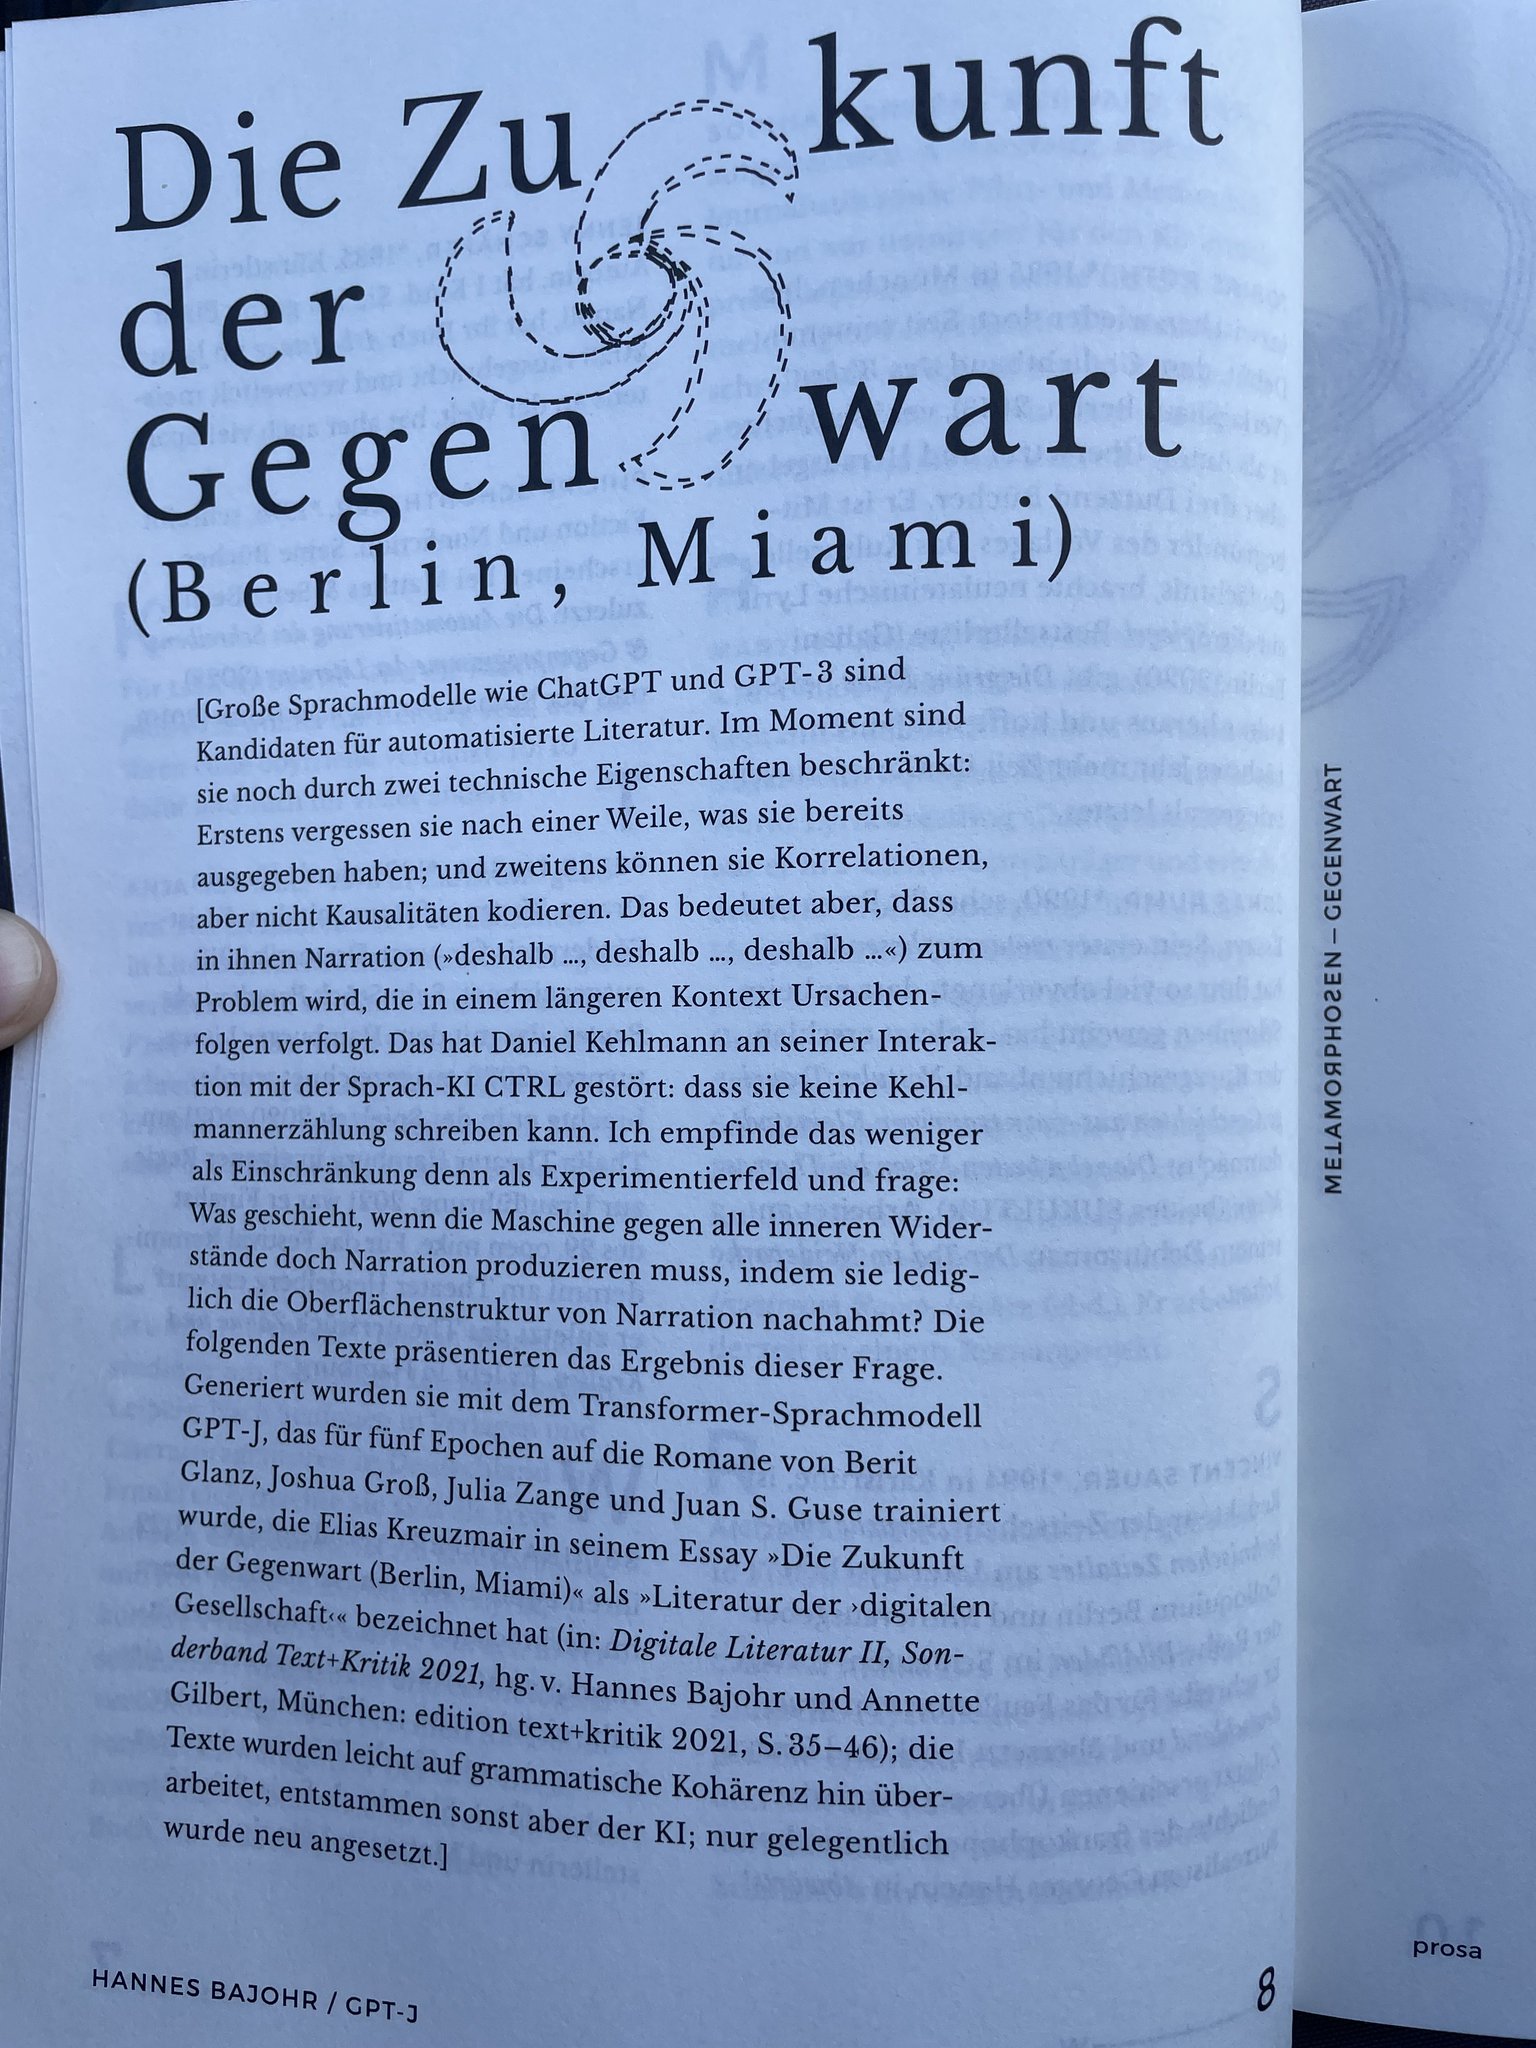 Die Zukunft
der
Gegenwart
(Berlin, Miami)
[Große Sprachmodelle wie ChatGPT und GPT-3 sind
Kandidaten für automatisierte Literatur. Im Moment sind
sie noch durch zwei technische Eigenschaften beschränkt:
Erstens vergessen sie nach einer Weile, was sie bereits
ausgegeben haben; und zweitens können sie Korrelationen,
aber nicht Kausalitäten kodieren. Das bedeutet aber, dass
in ihnen Narration (»deshalb …, deshalb …, deshalb …«) zum
Problem wird, die in einem längeren Kontext Ursachen-
folgen verfolgt. Das hat Daniel Kehlmann an seiner Interak-
tion mit der Sprach-KI CTRL gestört: dass sie keine Kehl-
mannerzählung schreiben kann. Ich empfinde das weniger
als Einschränkung denn als Experimentierfeld und frage:
Was geschieht, wenn die Maschine gegen alle inneren Wider-
stände doch Narration produzieren muss, indem sie ledig-
lich die Oberflächenstruktur von Narration nachahmt? Die
folgenden Texte präsentieren das Ergebnis dieser Frage.
Generiert wurden sie mit dem Transformer-Sprachmodell
GPT-J, das für fünf Epochen auf die Romane von Berit
Glanz, Joshua Groß, Julia Zange und Juan S. Guse trainiert
wurde, die Elias Kreuzmair in seinem Essay »Die Zukunft
der Gegenwart (Berlin, Miami)« als »Literatur der ›digitalen
Gesellschaft‹« bezeichnet hat (in: Digitale Literatur II, Son-
derband Text+Kritik 2021, hg. v. Hannes Bajohr und Annette
Gilbert, München: edition text+kritik 2021, S. 35–46); die
Texte wurden leicht auf grammatische Kohärenz hin über-
arbeitet, entstammen sonst aber der KI; nur gelegentlich
wurde neu angesetzt.]
HANNES BAJOHR / GPT-J
8
METAMORPHOSEN – GEGENWART
prosa